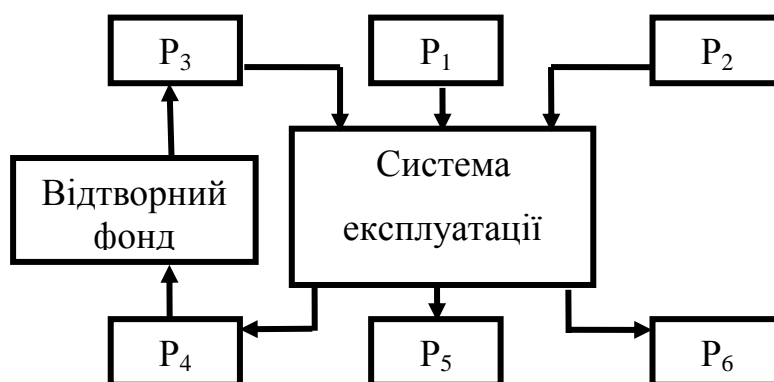 P₃
P₁
P₂
Система
експлуатації
Відтворний
фонд
P₄
P₅
P₆